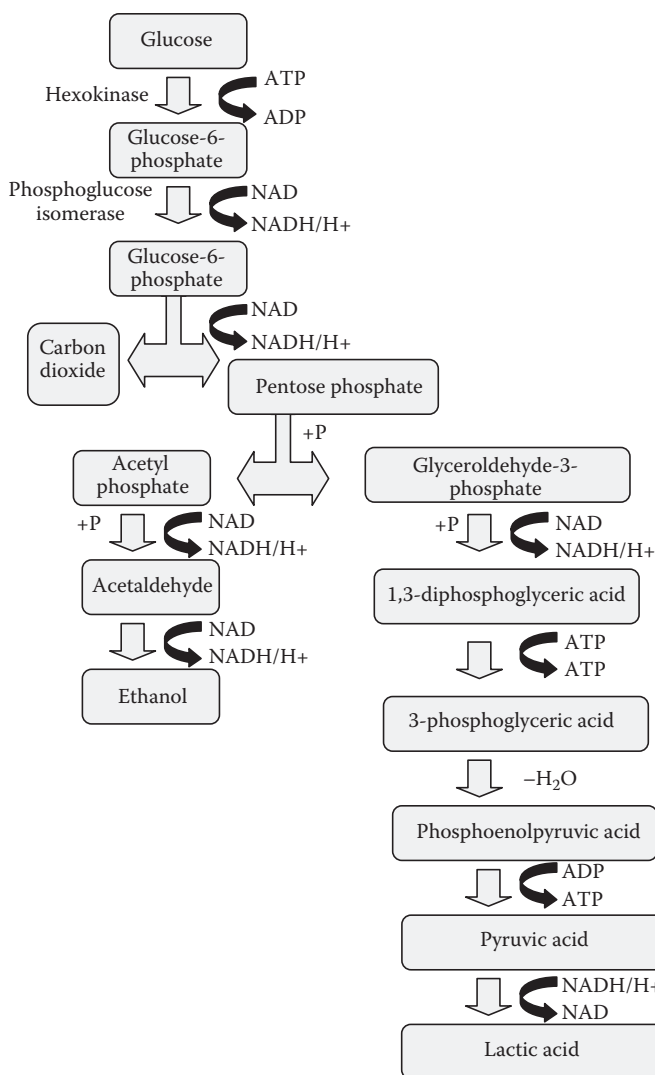 Glucose
Hexokinase
ATP
ADP
Glucose-6-
phosphate
Phosphoglucose
isomerase
NAD
NADH/H+
Glucose-6-
phosphate
NAD
NADH/H+
Carbon
dioxide
Pentose phosphate
+P
Acetyl
phosphate
Glyceroldehyde-3-
phosphate
+P
NAD
NADH/H+
+P
NAD
NADH/H+
Acetaldehyde
1,3-diphosphoglyceric acid
NAD
NADH/H+
ATP
ATP
Ethanol
3-phosphoglyceric acid
–H₂O
Phosphoenolpyruvic acid
ADP
ATP
Pyruvic acid
NADH/H+
NAD
Lactic acid